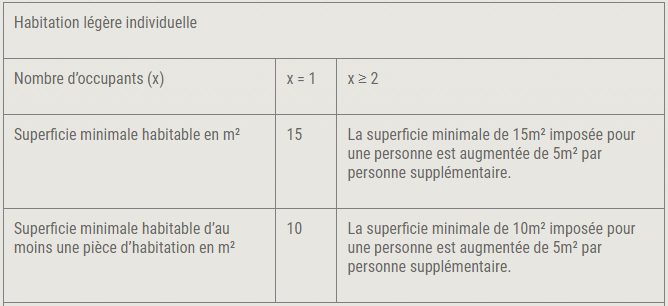 Habitation légère individuelle
Nombre d’occupants (x)
x = 1
x ≥ 2
Superficie minimale habitable en m²
15
La superficie minimale de 15m² imposée pour
une personne est augmentée de 5m² par
personne supplémentaire.
Superficie minimale habitable d’au
moins une pièce d’habitation en m²
10
La superficie minimale de 10m² imposée pour
une personne est augmentée de 5m² par
personne supplémentaire.